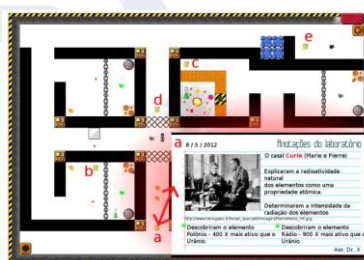 e
c
d
b
a
a
8 / 5 / 2012 Anotações do laboratório
O casal Curie (Marie e Pierre)
Explicaram a radioatividade
natural
dos elementos como uma
propriedade atômica.
Determinaram a intensidade da
radiação dos elementos
Descobriram o elemento
Polônio - 400 X mais ativo que o
Urânio.
Descobriram o elemento
Rádio - 900 X mais ativo que o
Urânio.
Ass: Dr. X